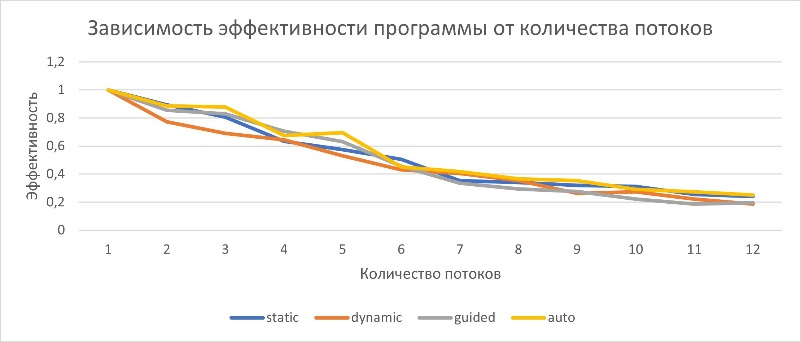 Зависимость эффективности программы от количества потоков
1,2
1
0,8
0,6
0,4
0,2
0
Эффективность
1 2 3 4 5 6 7 8 9 10 11 12
Количество потоков
static dynamic guided auto